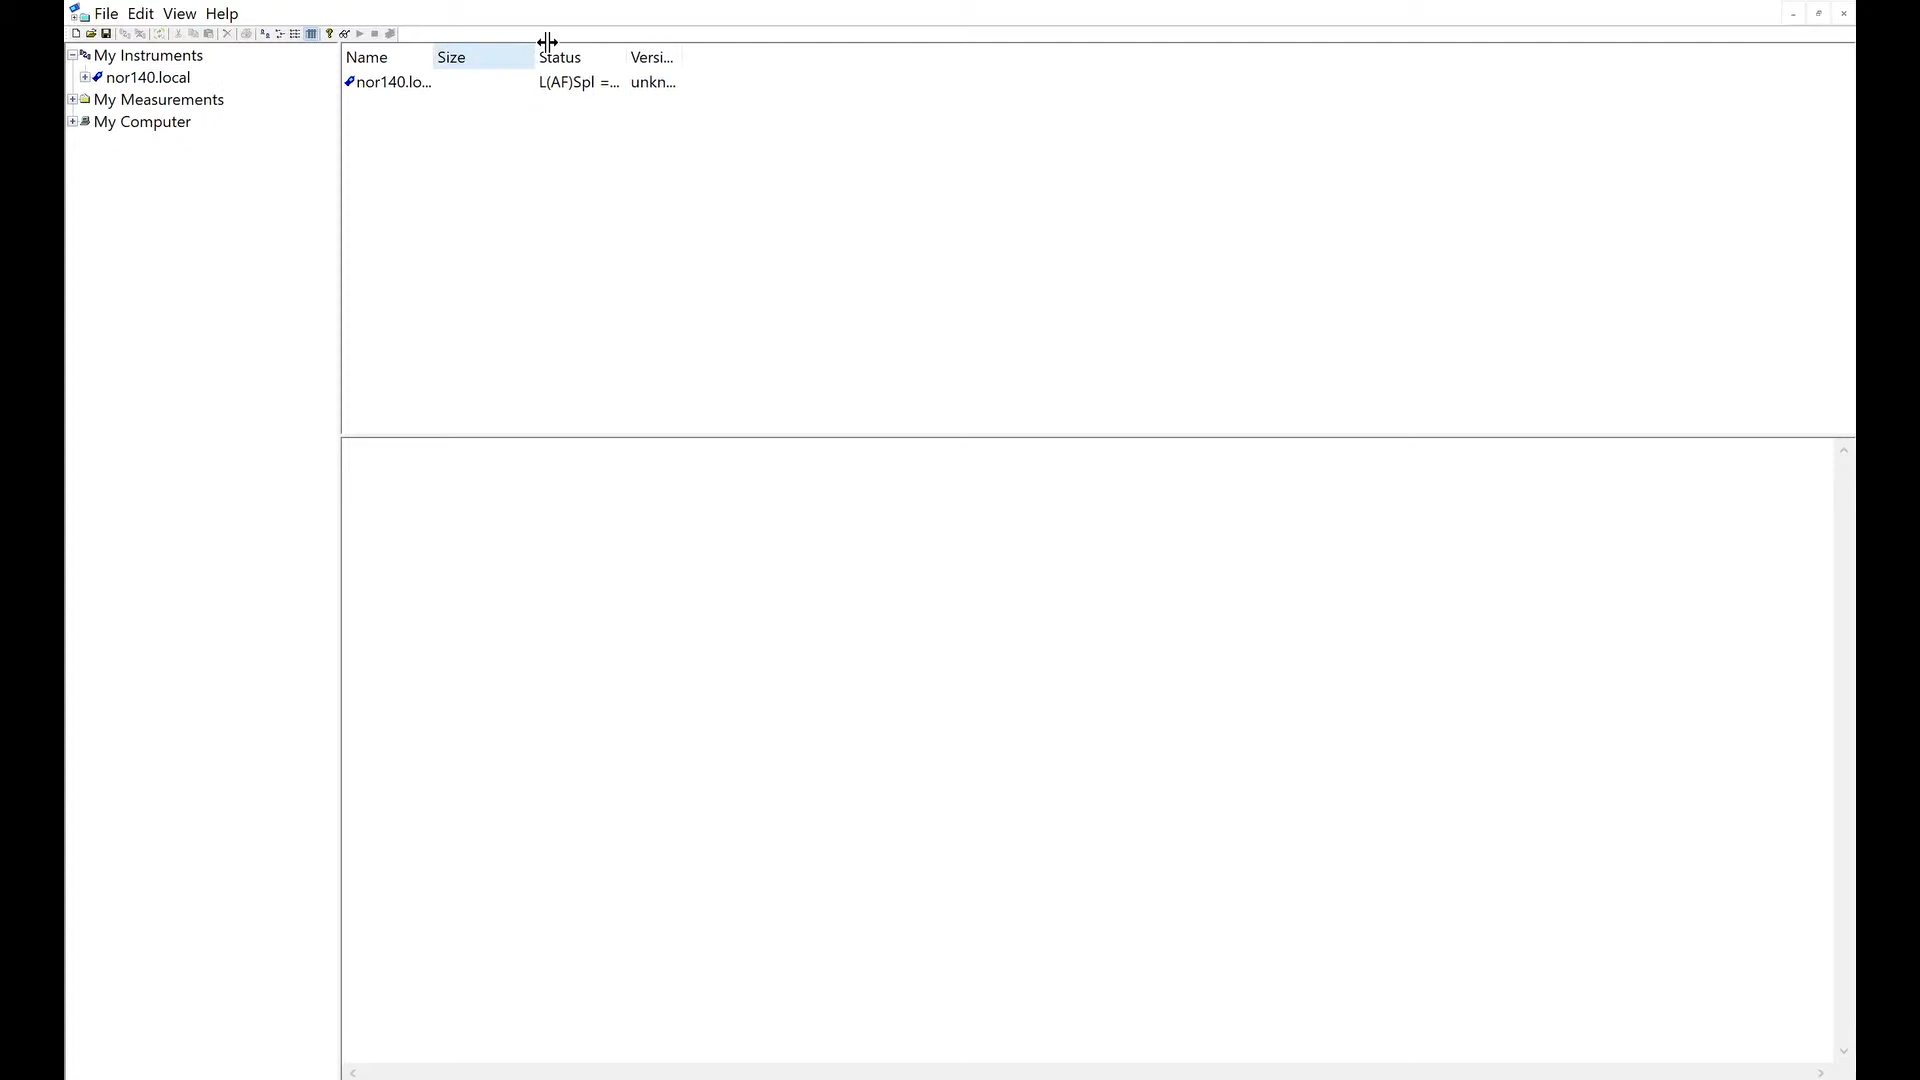 File Edit View Help
My Instruments
nor140.local
My Measurements
My Computer
Name Size Status Versi...
nor140.lo... L(AF)Spl =... unkn...